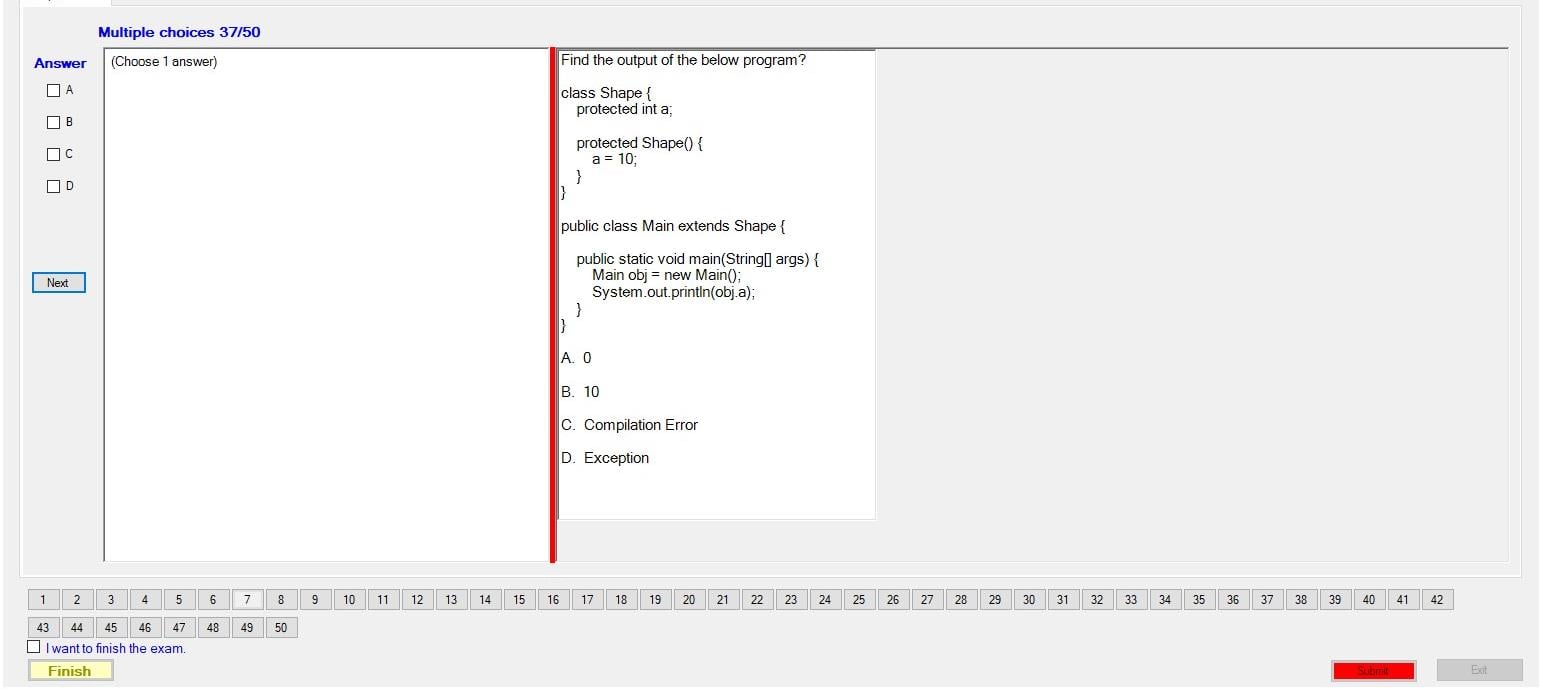 Multiple choices 37/50
Answer
(Choose 1 answer)
A
B
C
D
Next
Find the output of the below program?
class Shape {
protected int a;
protected Shape() {
a = 10;
}
}
public class Main extends Shape {
public static void main(String[] args) {
Main obj = new Main();
System.out.println(obj.a);
}
}
A. 0
B. 10
C. Compilation Error
D. Exception
1 2 3 4 5 6 7 8 9 10 11 12 13 14 15 16 17 18 19 20 21 22 23 24 25 26 27 28 29 30 31 32 33 34 35 36 37 38 39 40 41 42
43 44 45 46 47 48 49 50
I want to finish the exam.
Finish
Submit
Exit